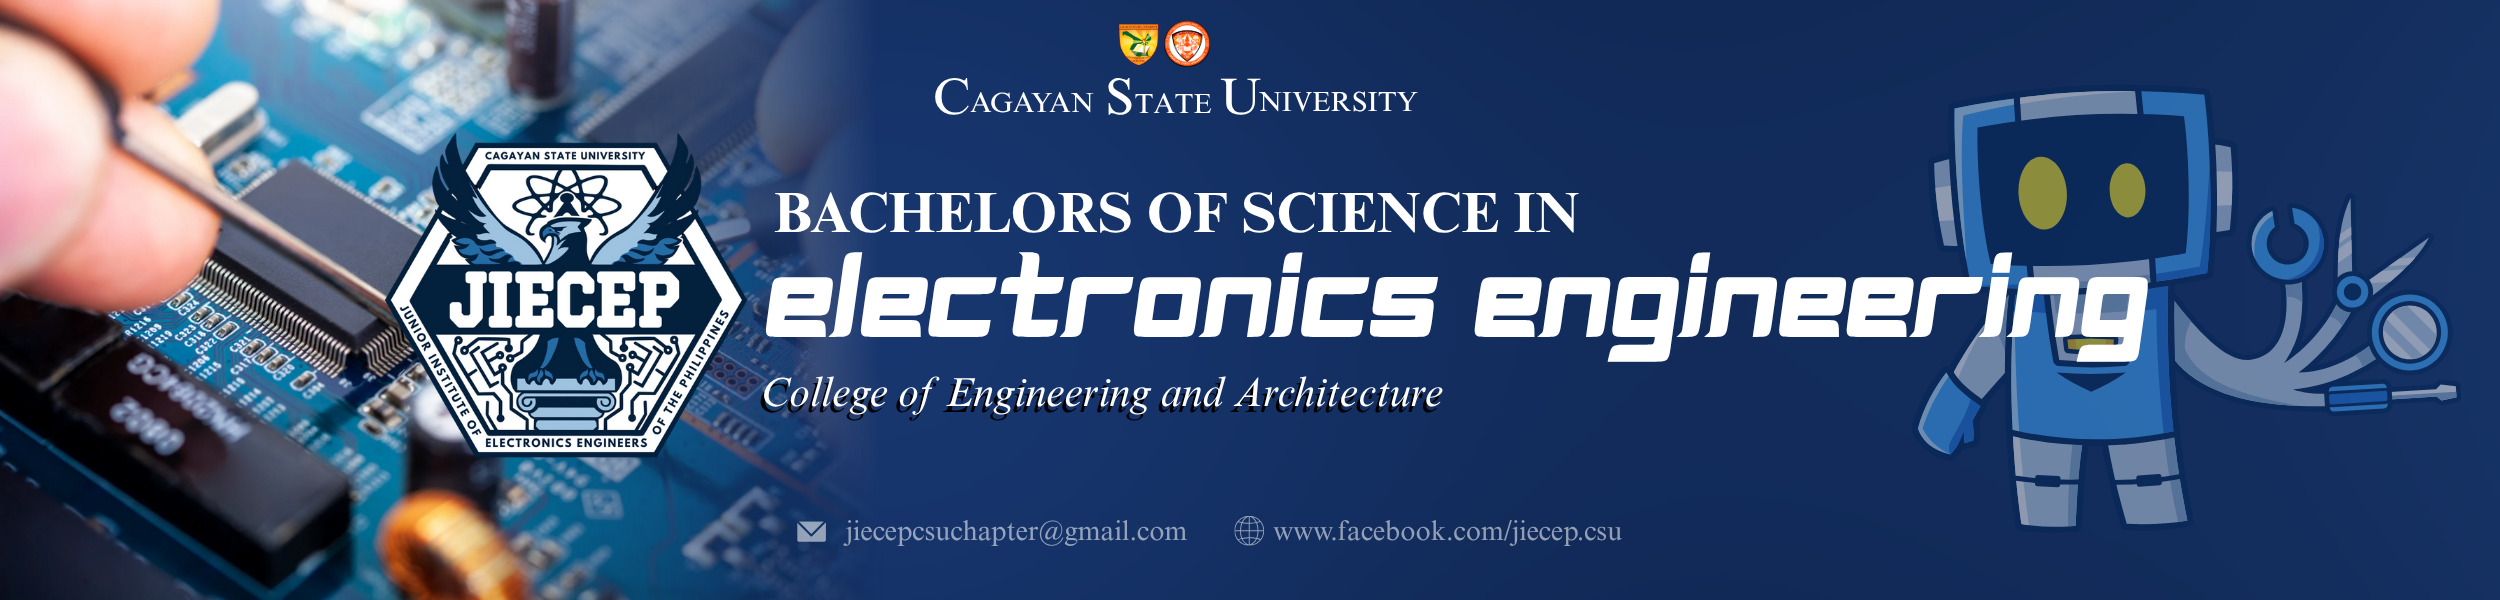 CAGAYAN STATE UNIVERSITY
BACHELORS OF SCIENCE IN
electronics engineering
College of Engineering and Architecture
jiecepcsuchapter@gmail.com
www.facebook.com/jiecep.csu
CAGAYAN STATE UNIVERSITY
JIECEP
JUNIOR INSTITUTE OF
ELECTRONICS ENGINEERS
OF THE PHILIPPINES
U802